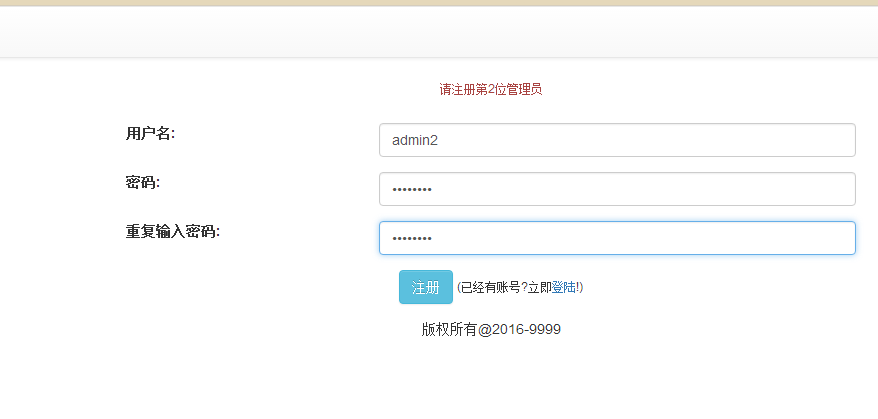 请注册第2位管理员
用户名: admin2
密码: ••••••••
重复输入密码: ••••••••
注册 (已经有账号?立即登陆!)
版权所有@2016-9999